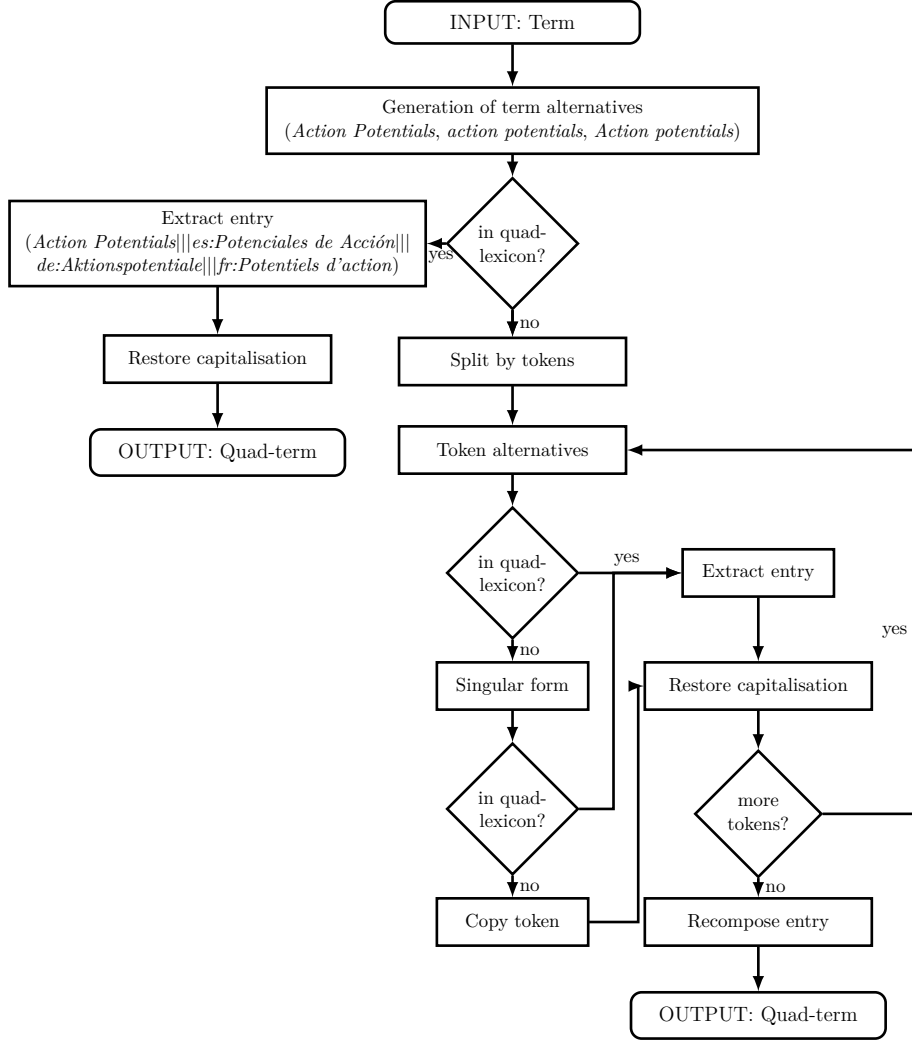 INPUT: Term
Generation of term alternatives
(Action Potentials, action potentials, Action potentials)
in quad-
lexicon?
yes
Extract entry
(Action Potentials|||es:Potenciales de Acción|||
de:Aktionspotentiale|||fr:Potentiels d'action)
no
Restore capitalisation
Split by tokens
OUTPUT: Quad-term
Token alternatives
in quad-
lexicon?
yes
Extract entry
no
yes
Singular form
Restore capitalisation
in quad-
lexicon?
more
tokens?
no
no
Copy token
Recompose entry
OUTPUT: Quad-term